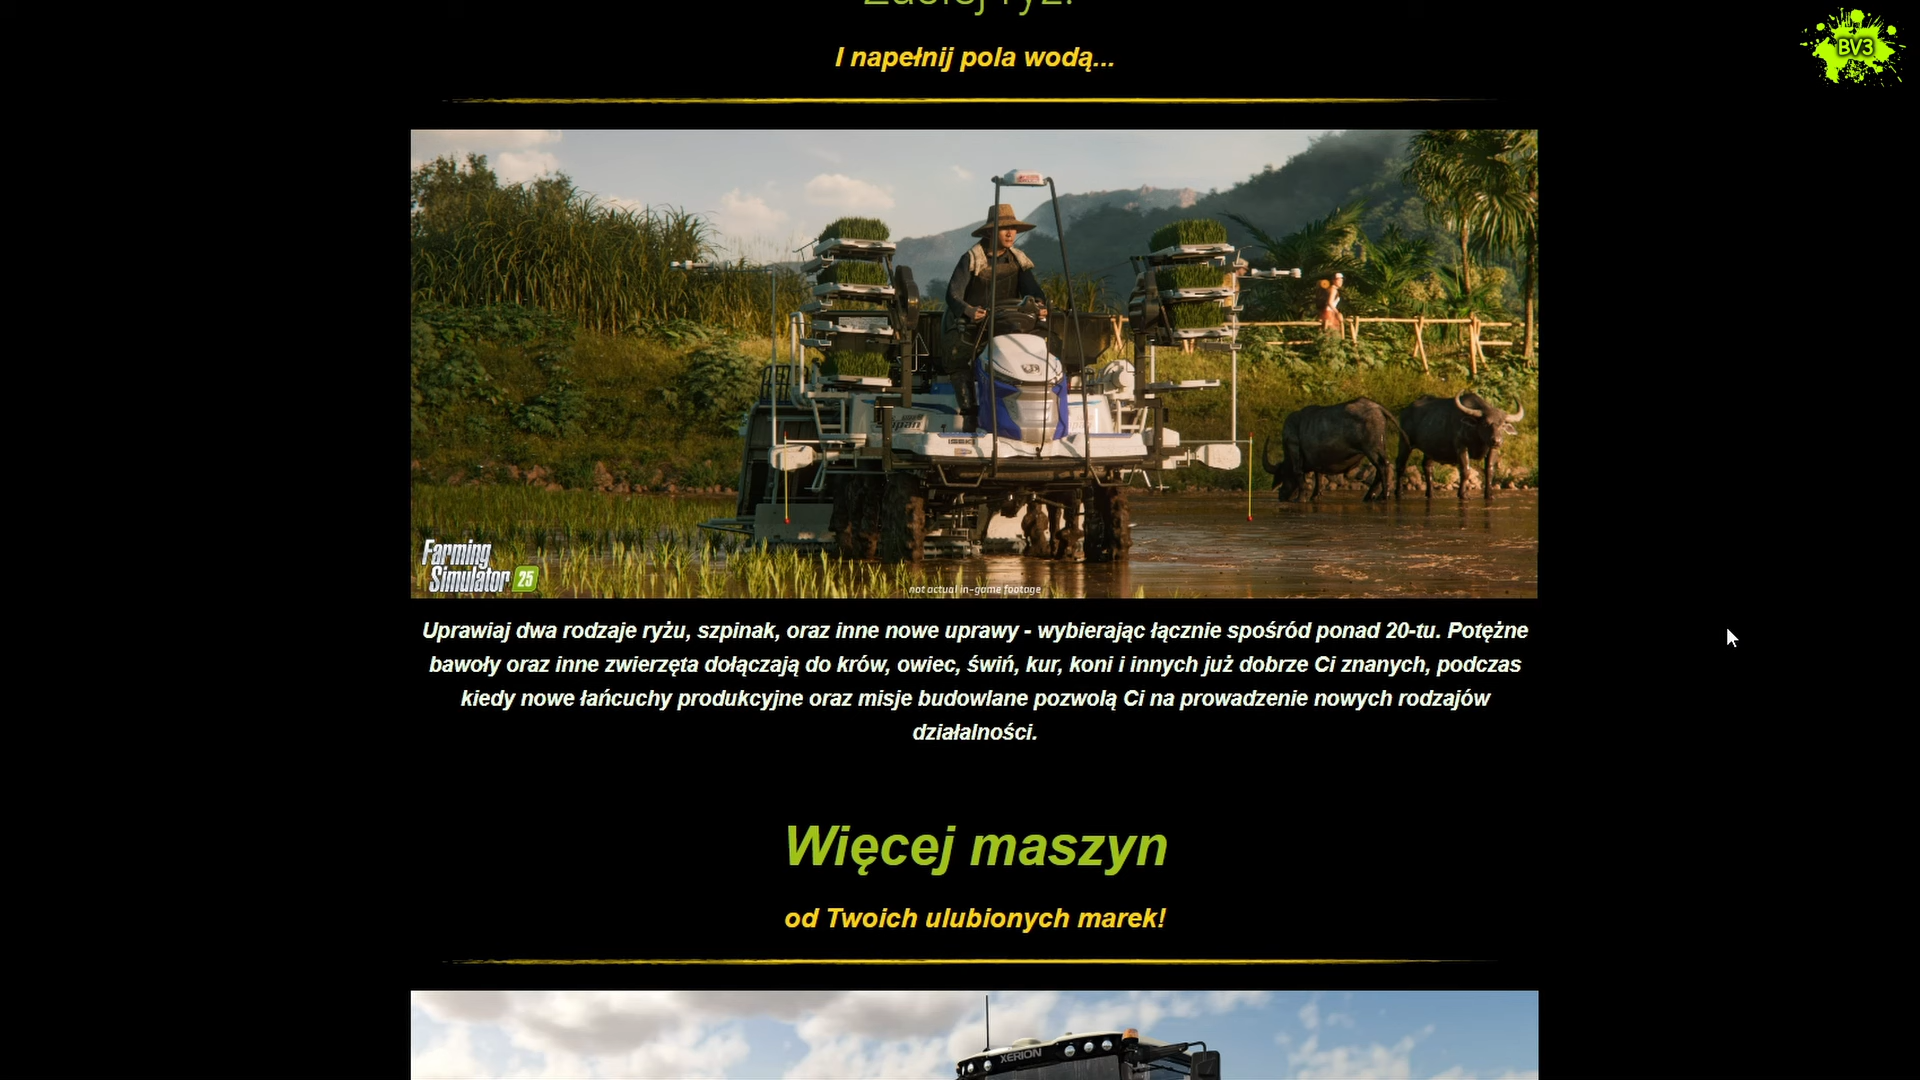 I napełnij pola wodą...
BV3
ISEKI
Farming
Simulator 25
not actual in-game footage
Uprawiaj dwa rodzaje ryżu, szpinak, oraz inne nowe uprawy - wybierając łącznie spośród ponad 20-tu. Potężne
bawoły oraz inne zwierzęta dołączają do krów, owiec, świń, kur, koni i innych już dobrze Ci znanych, podczas
kiedy nowe łańcuchy produkcyjne oraz misje budowlane pozwolą Ci na prowadzenie nowych rodzajów
działalności.
Więcej maszyn
od Twoich ulubionych marek!
XERION